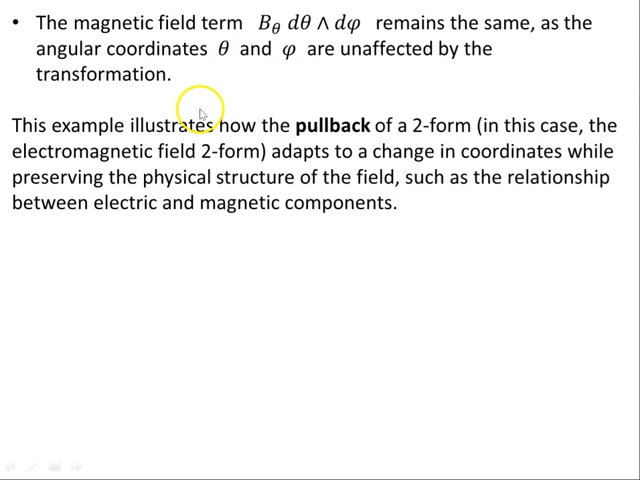 • The magnetic field term B_θ dθ ∧ dφ remains the same, as the
angular coordinates θ and φ are unaffected by the
transformation.
This example illustrates how the pullback of a 2-form (in this case, the
electromagnetic field 2-form) adapts to a change in coordinates while
preserving the physical structure of the field, such as the relationship
between electric and magnetic components.